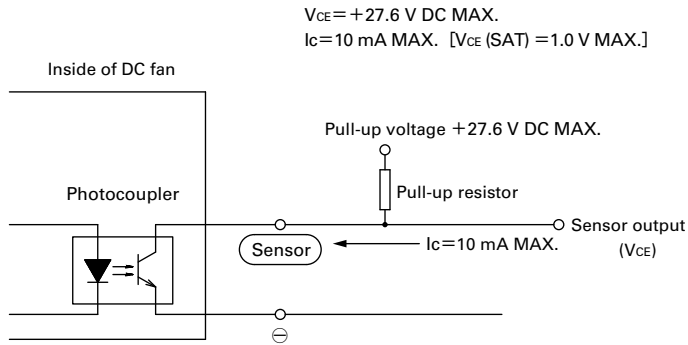 VCE=+27.6 V DC MAX.
Ic=10 mA MAX. [VCE (SAT) =1.0 V MAX.]
Inside of DC fan
Pull-up voltage +27.6 V DC MAX.
Photocoupler
Pull-up resistor
Sensor
Ic=10 mA MAX.
Sensor output
(VCE)
⊖